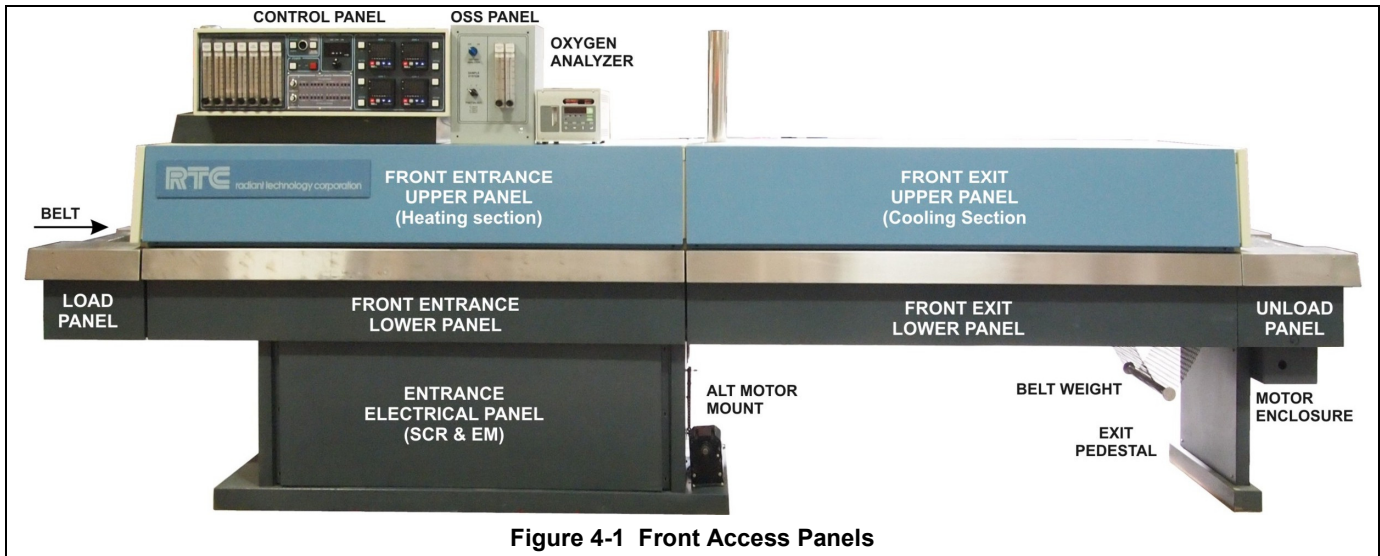 CONTROL PANEL
OSS PANEL
OXYGEN
ANALYZER
RTC radiant technology corporation
FRONT ENTRANCE
UPPER PANEL
(Heating section)
FRONT EXIT
UPPER PANEL
(Cooling Section
BELT
LOAD
PANEL
FRONT ENTRANCE
LOWER PANEL
FRONT EXIT
LOWER PANEL
UNLOAD
PANEL
ENTRANCE
ELECTRICAL PANEL
(SCR & EM)
ALT MOTOR
MOUNT
BELT WEIGHT
MOTOR
ENCLOSURE
EXIT
PEDESTAL
Figure 4-1 Front Access Panels